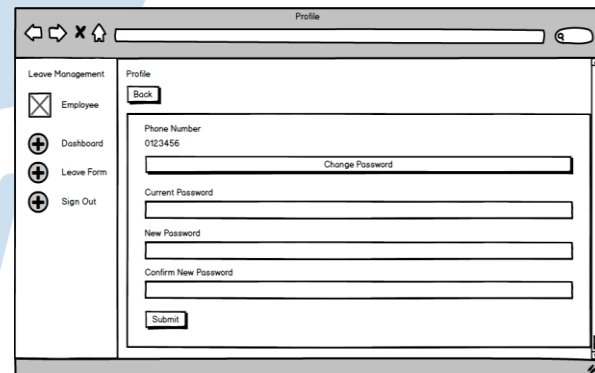 Profile
Leave Management
Employee
Dashboard
Leave Form
Sign Out
Profile
Back
Phone Number
0123456
Change Password
Current Password
New Password
Confirm New Password
Submit